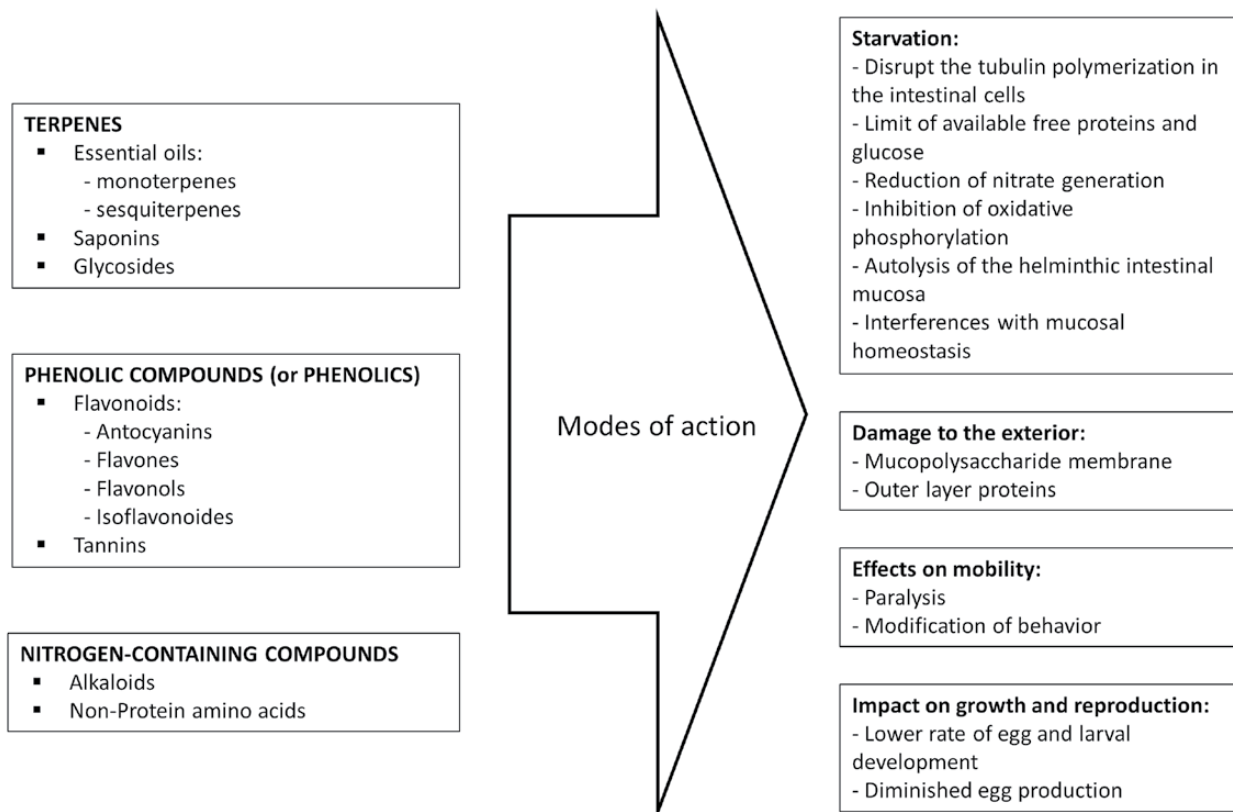 TERPENES
▪ Essential oils:
- monoterpenes
- sesquiterpenes
▪ Saponins
▪ Glycosides
PHENOLIC COMPOUNDS (or PHENOLICS)
▪ Flavonoids:
- Antocyanins
- Flavones
- Flavonols
- Isoflavonoides
▪ Tannins
NITROGEN-CONTAINING COMPOUNDS
▪ Alkaloids
▪ Non-Protein amino acids
Modes of action
Starvation:
- Disrupt the tubulin polymerization in
the intestinal cells
- Limit of available free proteins and
glucose
- Reduction of nitrate generation
- Inhibition of oxidative
phosphorylation
- Autolysis of the helminthic intestinal
mucosa
- Interferences with mucosal
homeostasis
Damage to the exterior:
- Mucopolysaccharide membrane
- Outer layer proteins
Effects on mobility:
- Paralysis
- Modification of behavior
Impact on growth and reproduction:
- Lower rate of egg and larval
development
- Diminished egg production